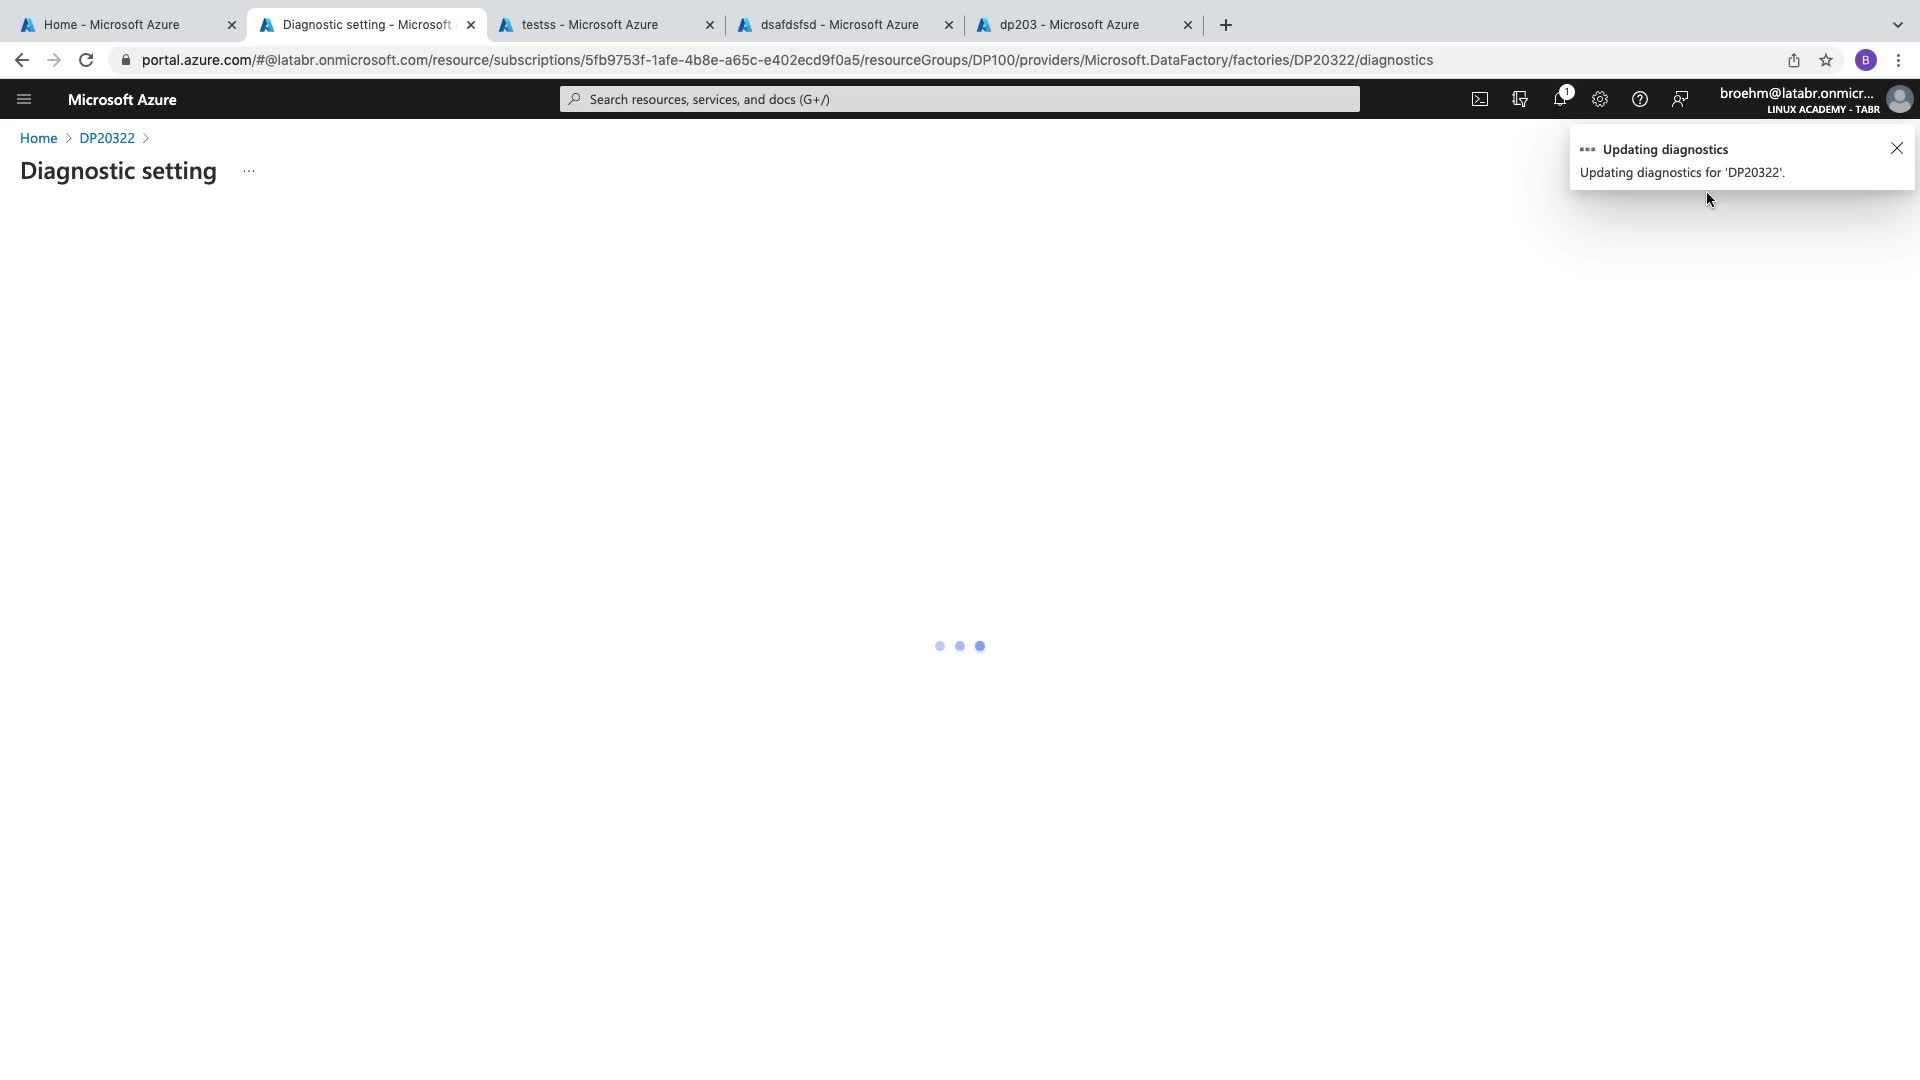 Home - Microsoft Azure
Diagnostic setting - Microsoft
testss - Microsoft Azure
dsafdsfsd - Microsoft Azure
dp203 - Microsoft Azure
portal.azure.com/#@latabr.onmicrosoft.com/resource/subscriptions/5fb9753f-1afe-4b8e-a65c-e402ecd9f0a5/resourceGroups/DP100/providers/Microsoft.DataFactory/factories/DP20322/diagnostics
B
Microsoft Azure
Search resources, services, and docs (G+/)
1
broehm@latabr.onmicr...
LINUX ACADEMY - TABR
Home > DP20322 >
Diagnostic setting ...
Updating diagnostics
Updating diagnostics for 'DP20322'.